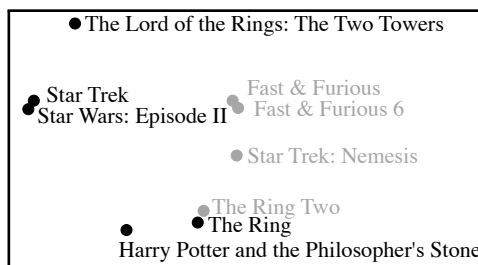 The Lord of the Rings: The Two Towers
Fast & Furious
Star Trek
Fast & Furious 6
Star Wars: Episode II
Star Trek: Nemesis
The Ring Two
The Ring
Harry Potter and the Philosopher's Stone